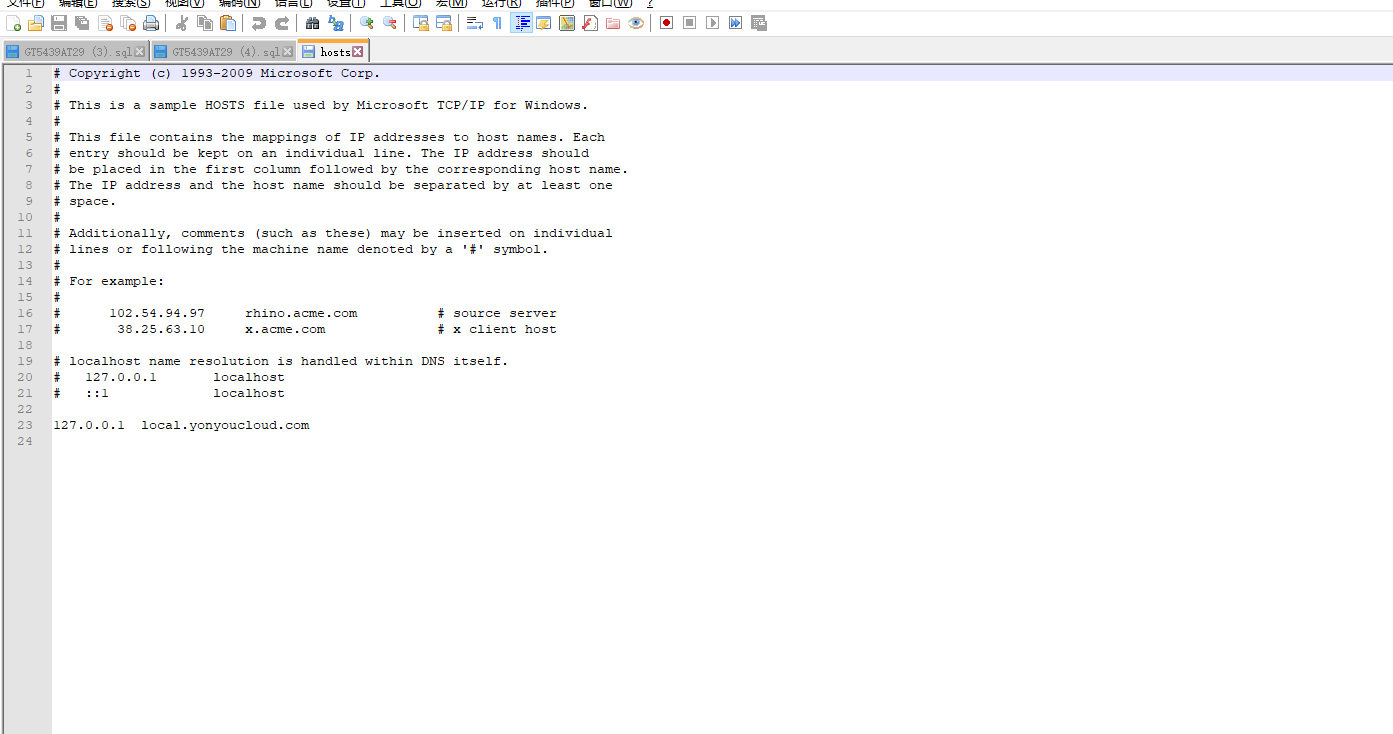 文件(F) 编辑(E) 搜索(S) 视图(V) 编码(N) 语言(L) 设置(T) 工具(O) 宏(M) 运行(R) 插件(P) 窗口(W) ?
GT5439AT29 (3).sql GT5439AT29 (4).sql hosts
1 # Copyright (c) 1993-2009 Microsoft Corp.
2 #
3 # This is a sample HOSTS file used by Microsoft TCP/IP for Windows.
4 #
5 # This file contains the mappings of IP addresses to host names. Each
6 # entry should be kept on an individual line. The IP address should
7 # be placed in the first column followed by the corresponding host name.
8 # The IP address and the host name should be separated by at least one
9 # space.
10 #
11 # Additionally, comments (such as these) may be inserted on individual
12 # lines or following the machine name denoted by a '#' symbol.
13 #
14 # For example:
15 #
16 #      102.54.94.97     rhino.acme.com          # source server
17 #       38.25.63.10     x.acme.com              # x client host
18
19 # localhost name resolution is handled within DNS itself.
20 #   127.0.0.1       localhost
21 #   ::1             localhost
22
23 127.0.0.1  local.yonyoucloud.com
24